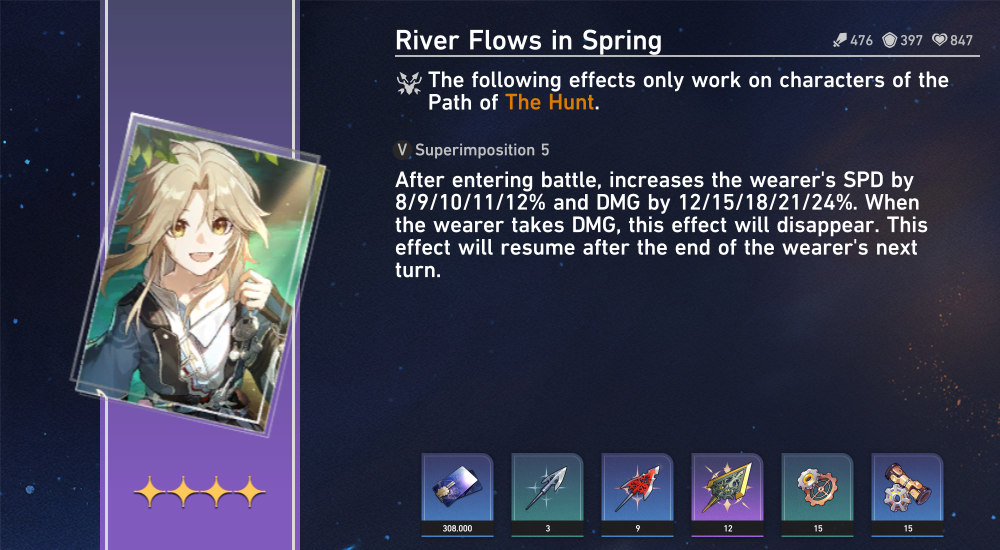 River Flows in Spring
476 397 847
The following effects only work on characters of the
Path of The Hunt.
V Superimposition 5
After entering battle, increases the wearer's SPD by
8/9/10/11/12% and DMG by 12/15/18/21/24%. When
the wearer takes DMG, this effect will disappear. This
effect will resume after the end of the wearer's next
turn.
308.000 3 9 12 15 15